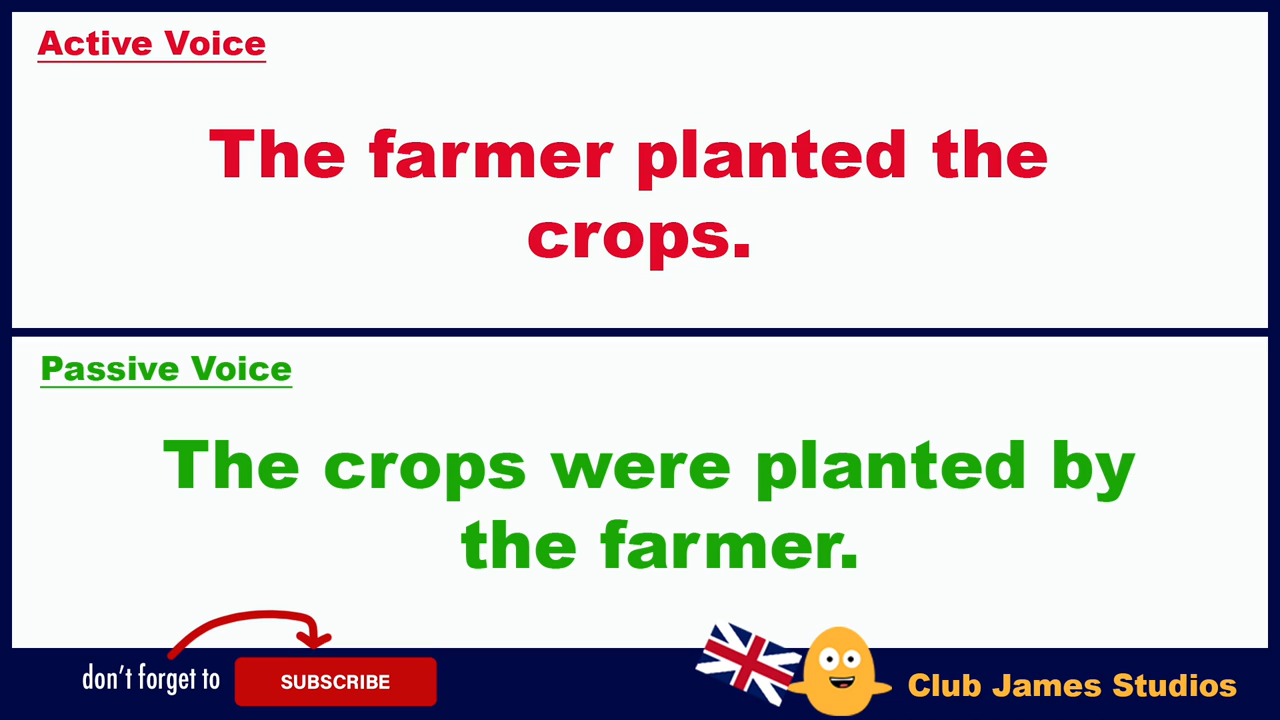 Active Voice
The farmer planted the
crops.
Passive Voice
The crops were planted by
the farmer.
don't forget to
SUBSCRIBE
Club James Studios